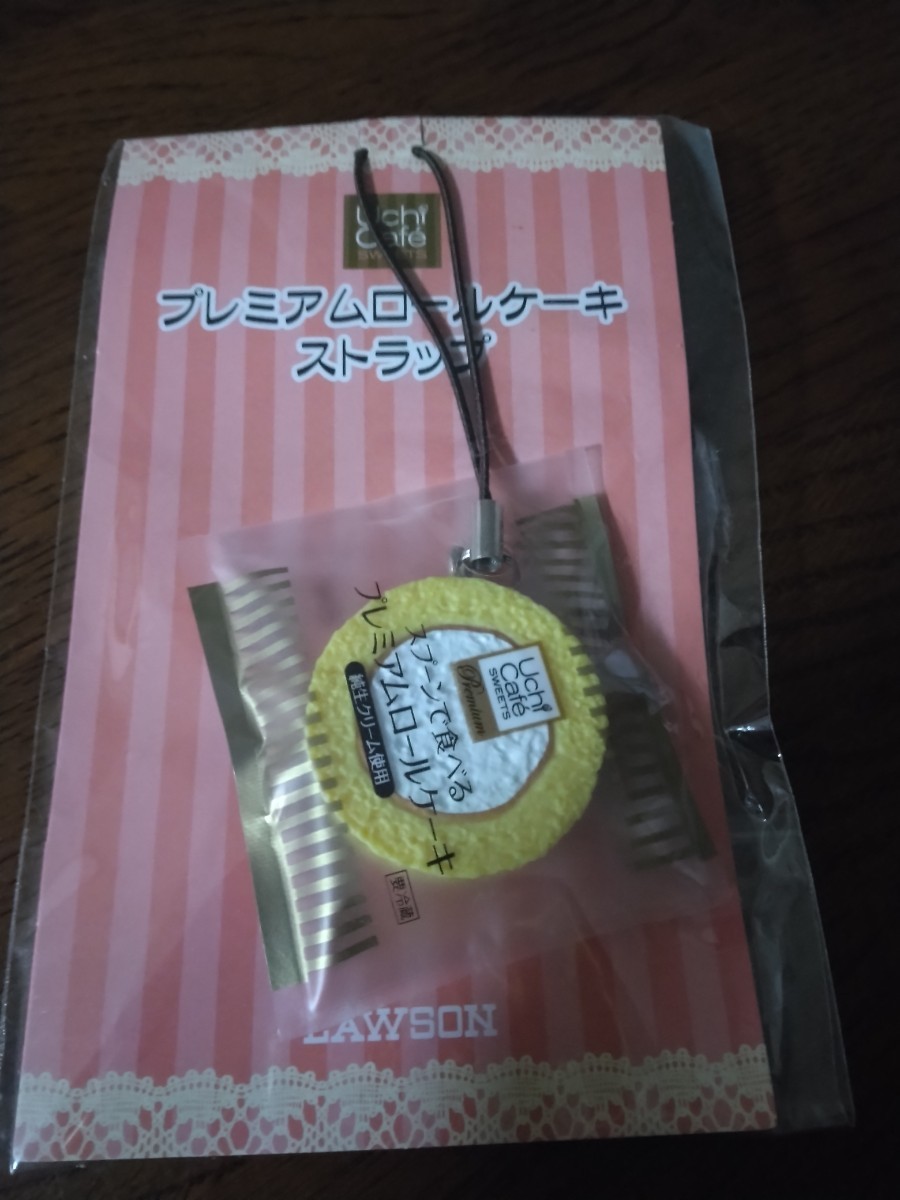 Uchi
Café
SWEETS
プレミアムロールケーキ
ストラップ
Uchi
Café
SWEETS
Premium
スプーンで食べる
プレミアムロールケーキ
純生クリーム使用
要冷蔵
LAWSON